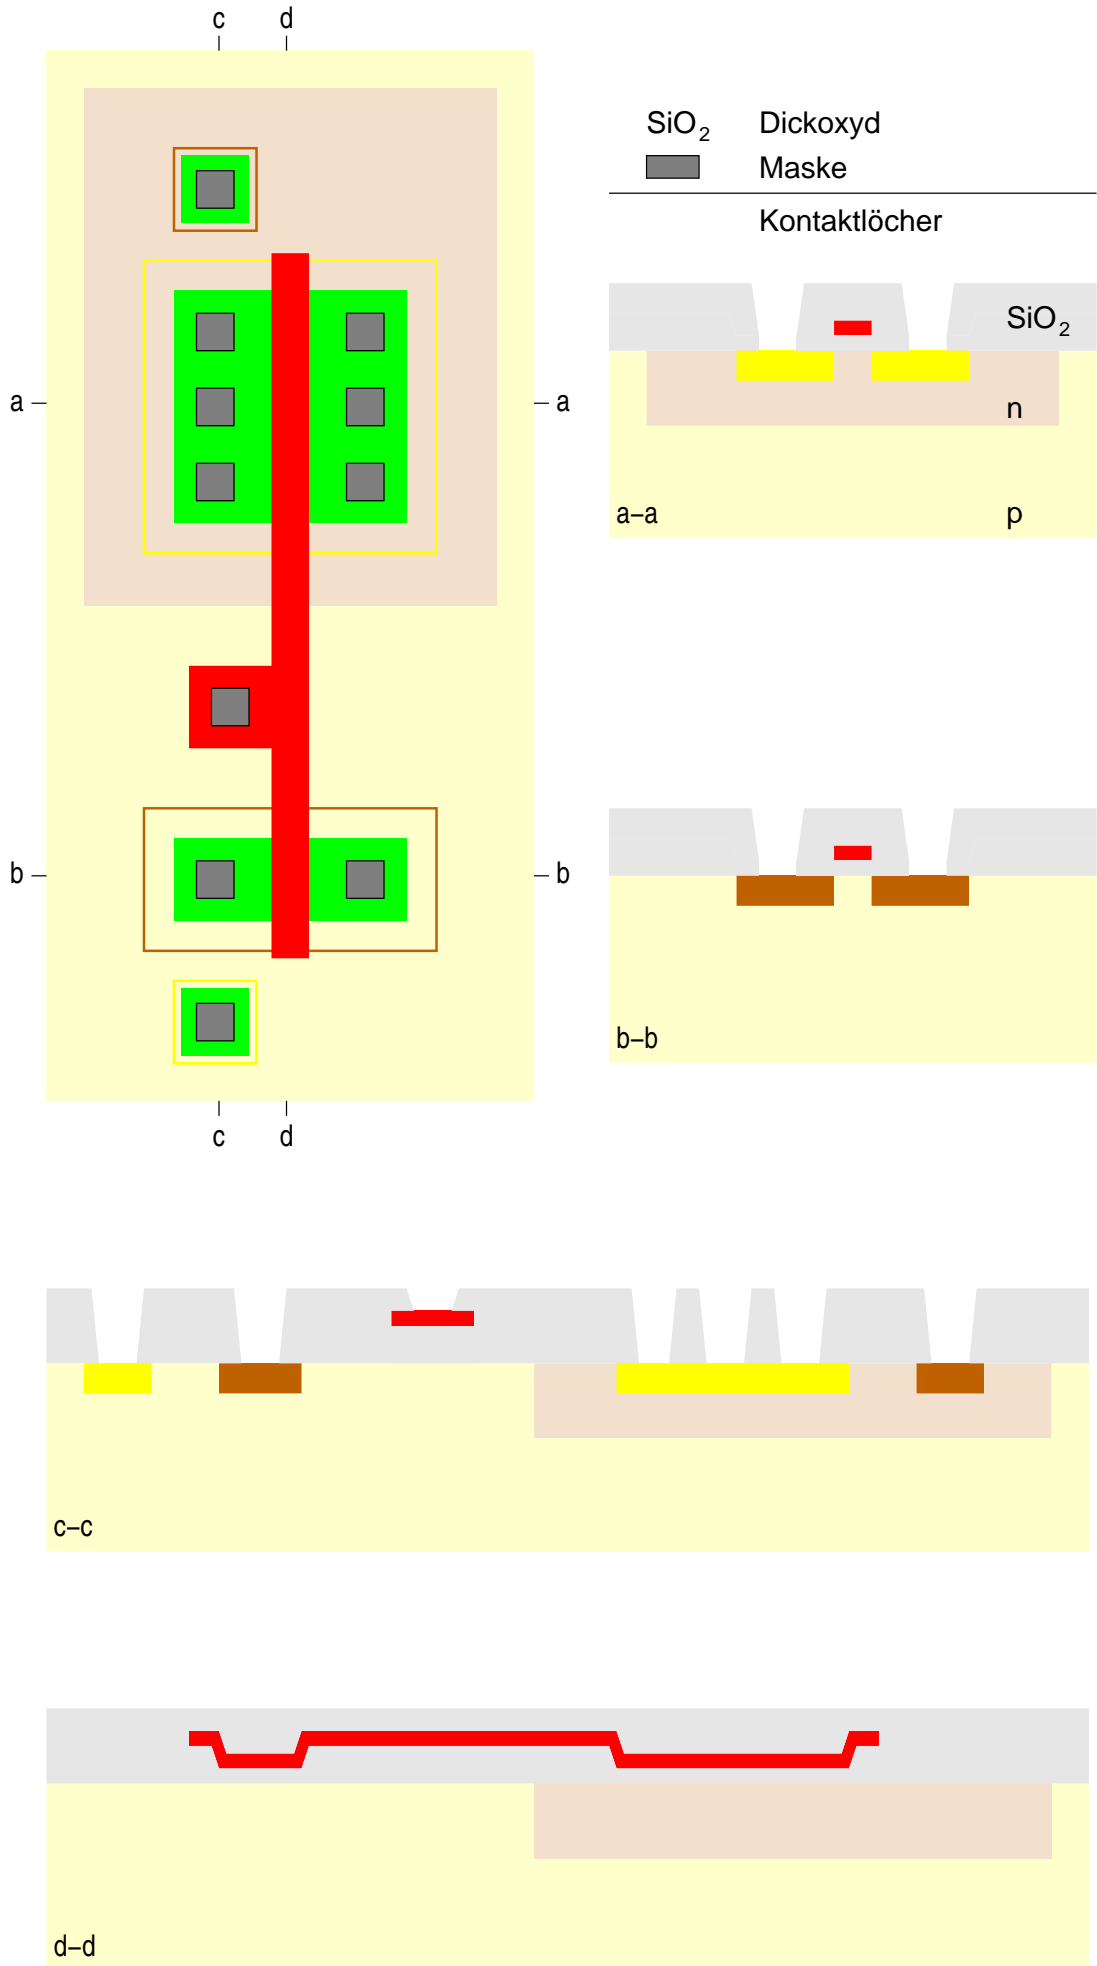 c d
SiO2 Dickoxyd
Maske
Kontaktlöcher
SiO2
a a
n
a–a p
b b
b–b
c d
c–c
d–d